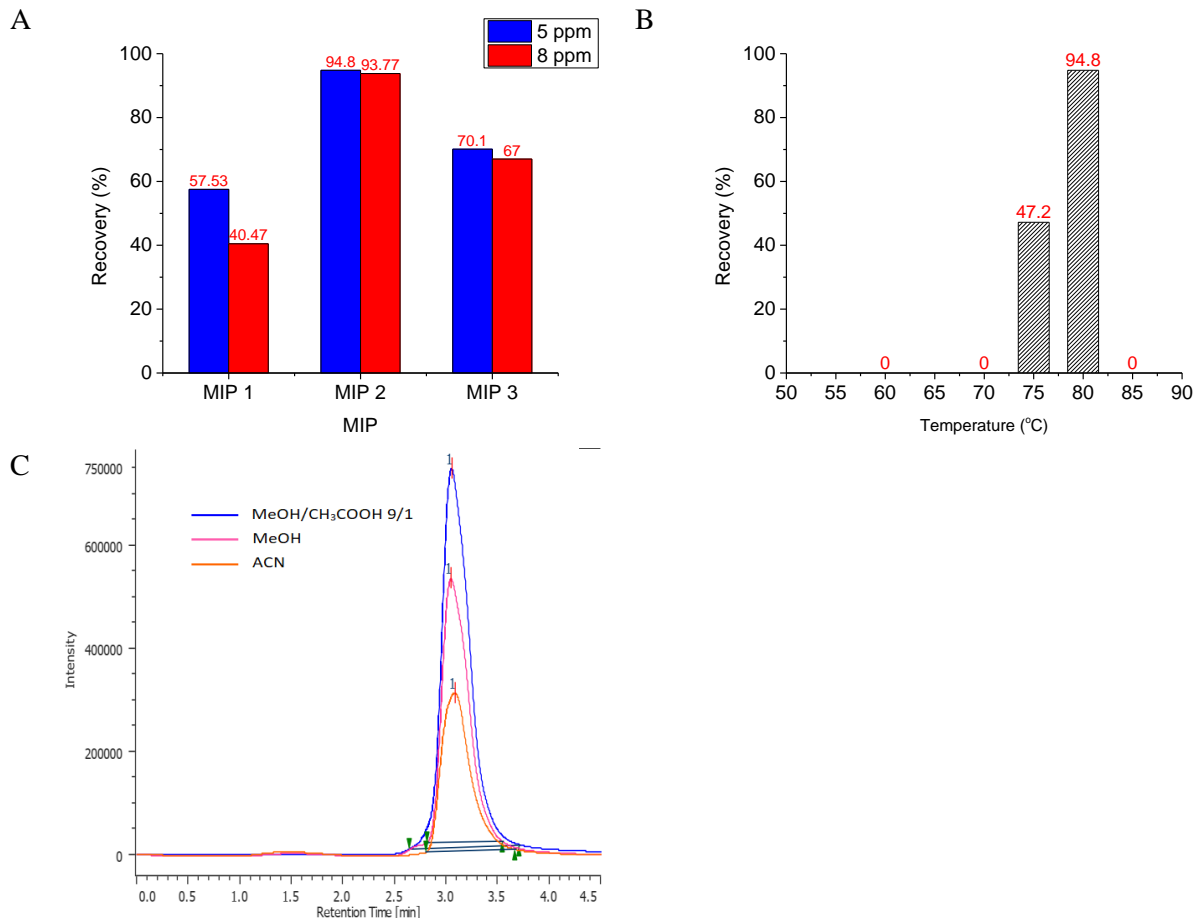 A
5 ppm
8 ppm
Recovery (%)
100
80
60
40
20
0
57.53
40.47
94.8
93.77
70.1
67
MIP 1 MIP 2 MIP 3
MIP
B
Recovery (%)
100
80
60
40
20
0
0 0 47.2 94.8 0
50 55 60 65 70 75 80 85 90
Temperature (°C)
C
Intensity
750000
600000
400000
200000
0
MeOH/CH₃COOH 9/1
MeOH
ACN
1
1
1
0.0 0.5 1.0 1.5 2.0 2.5 3.0 3.5 4.0 4.5
Retention Time [min]